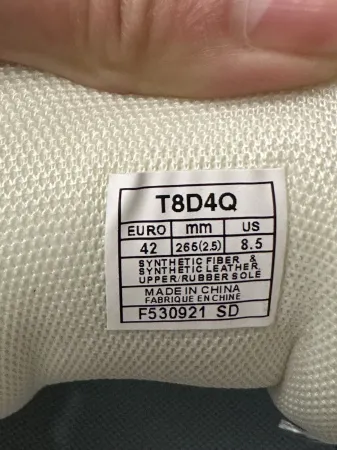 T8D4Q
EURO mm US
42 265(2.5) 8.5
SYNTHETIC FIBER &
SYNTHETIC LEATHER
UPPER/RUBBER SOLE
MADE IN CHINA
FABRIQUE EN CHINE
F530921 SD